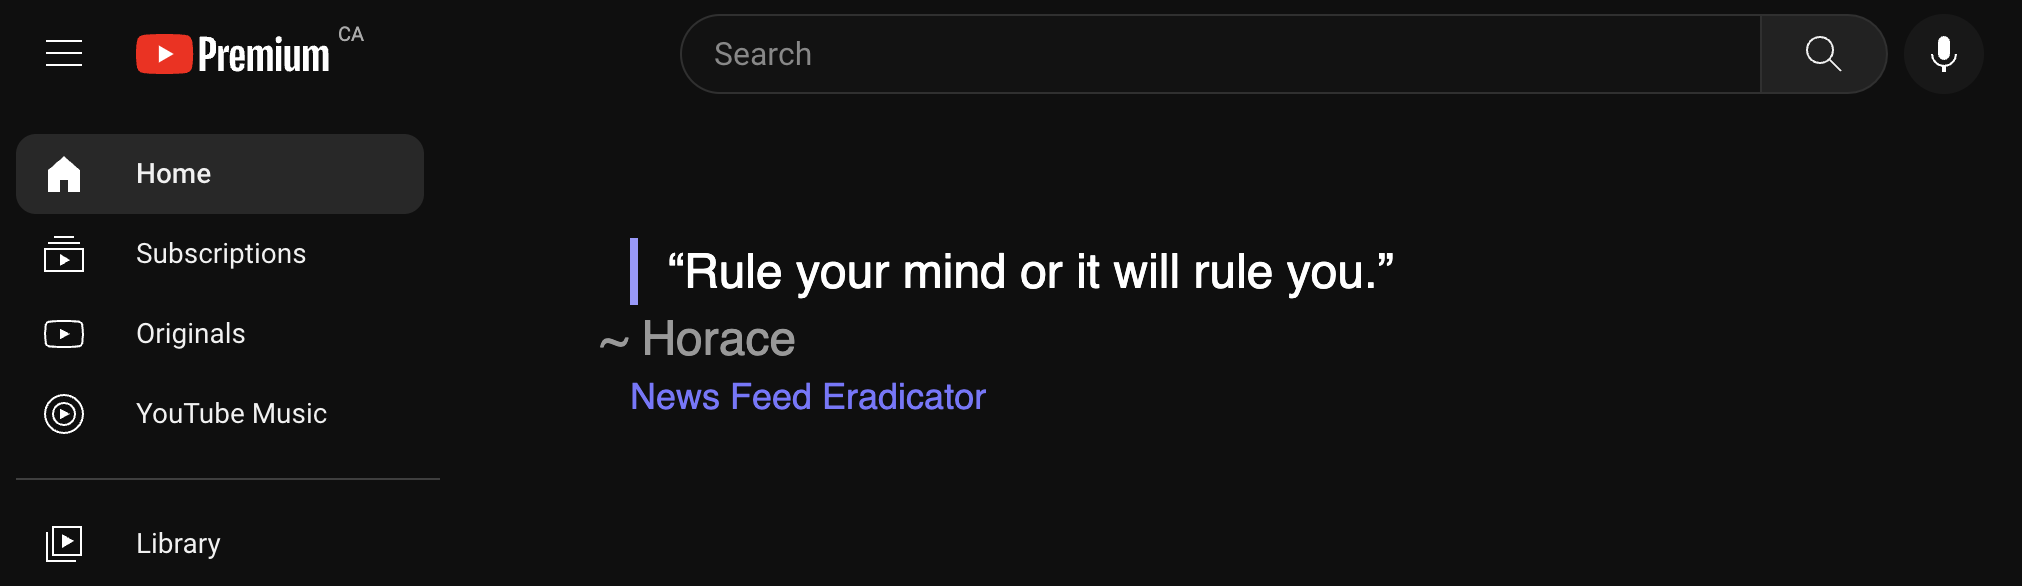 Premium CA
Search
Home
Subscriptions
Originals
YouTube Music
Library
“Rule your mind or it will rule you.”
~ Horace
News Feed Eradicator